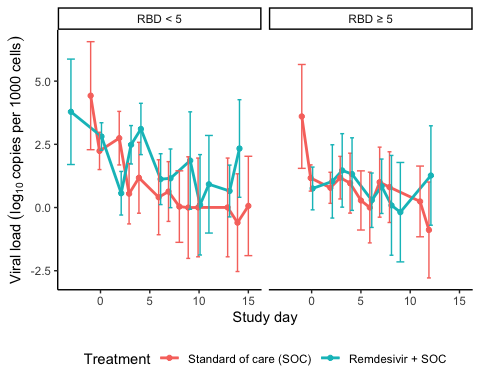 RBD < 5
RBD ≥ 5
Viral load (log₁₀ copies per 1000 cells)
5.0
2.5
0.0
-2.5
0 5 10 15
0 5 10 15
Study day
Treatment Standard of care (SOC) Remdesivir + SOC